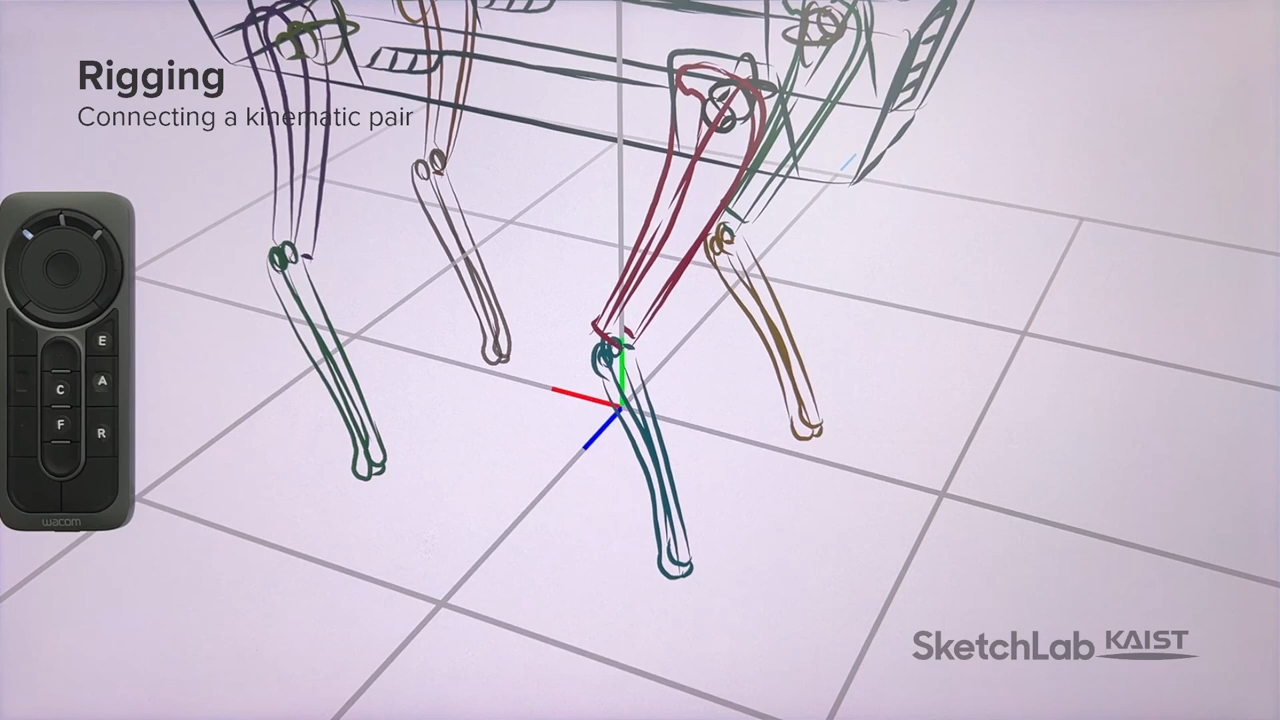 Rigging
Connecting a kinematic pair
E
A
C
F
R
wacom
SketchLab KAIST